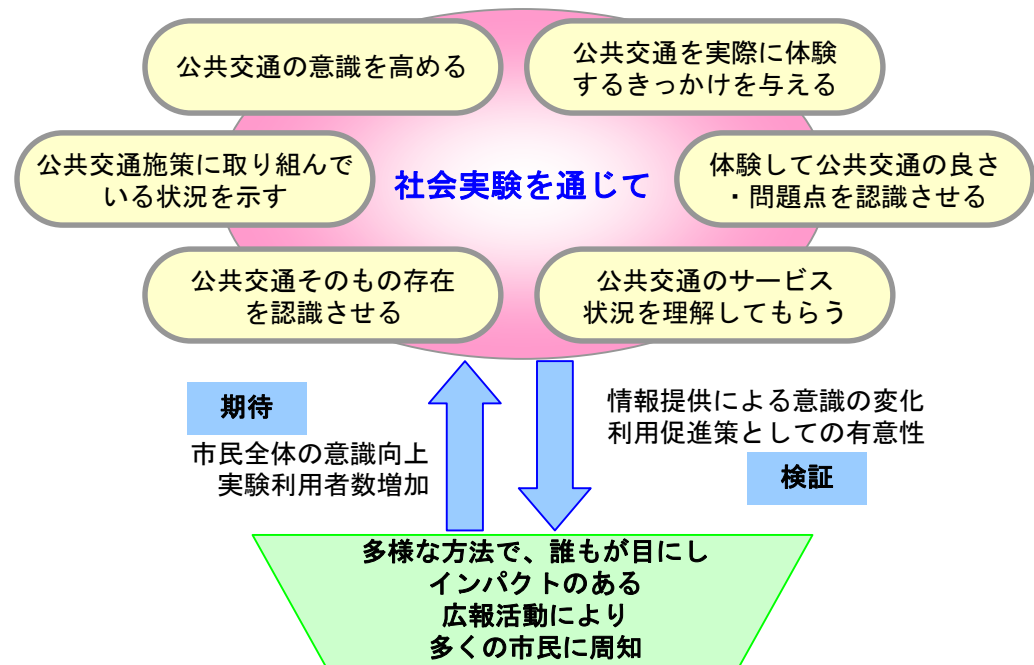 公共交通の意識を高める
公共交通を実際に体験
するきっかけを与える
公共交通施策に取り組んで
いる状況を示す
社会実験を通じて
体験して公共交通の良さ
・問題点を認識させる
公共交通そのもの存在
を認識させる
公共交通のサービス
状況を理解してもらう
期待
市民全体の意識向上
実験利用者数増加
情報提供による意識の変化
利用促進策としての有意性
検証
多様な方法で、誰もが目にし
インパクトのある
広報活動により
多くの市民に周知